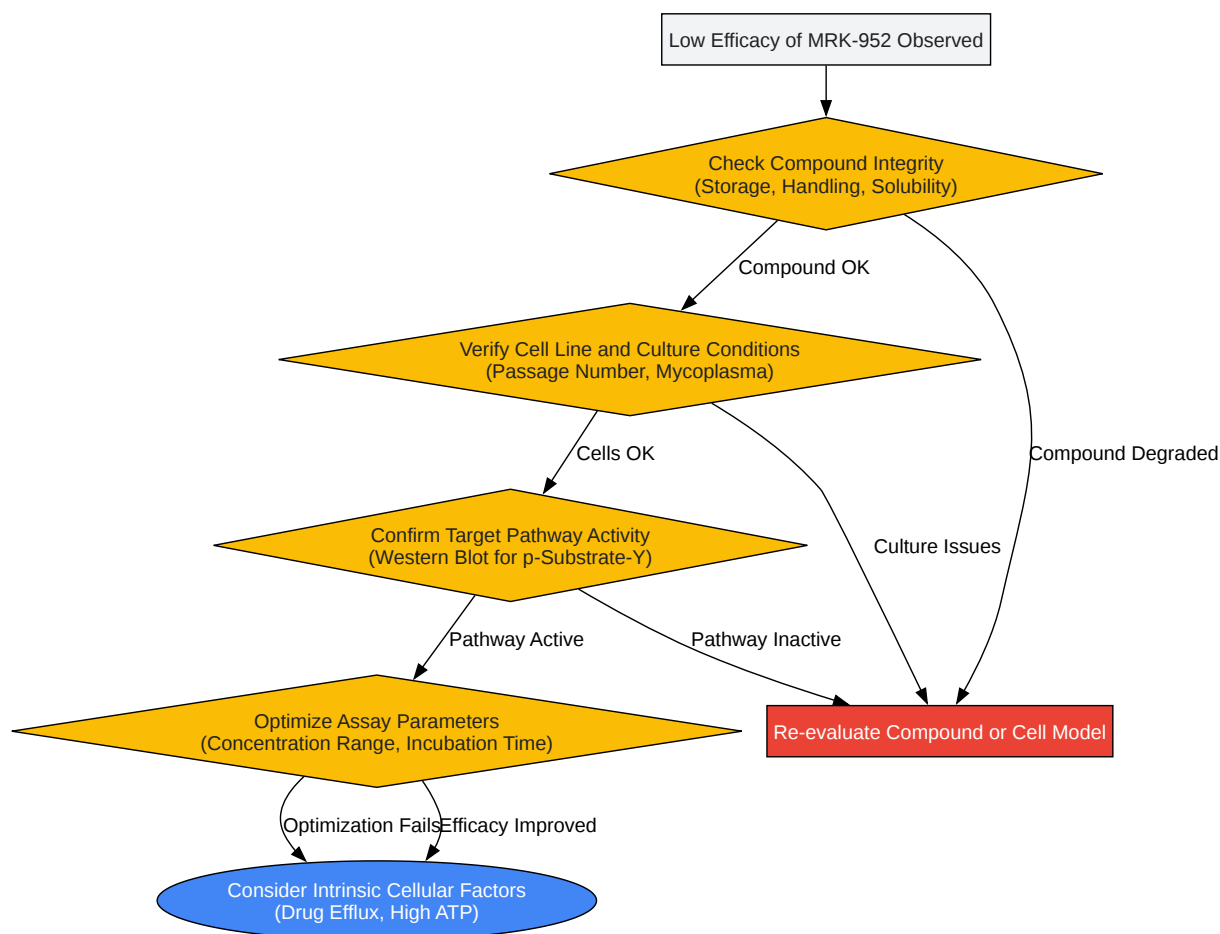 Low Efficacy of MRK-952 Observed
Check Compound Integrity
(Storage, Handling, Solubility)
Compound OK
Verify Cell Line and Culture Conditions
(Passage Number, Mycoplasma)
Cells OK
Compound Degraded
Confirm Target Pathway Activity
(Western Blot for p-Substrate-Y)
Culture Issues
Pathway Active
Pathway Inactive
Optimize Assay Parameters
(Concentration Range, Incubation Time)
Re-evaluate Compound or Cell Model
Optimization Fails
Efficacy Improved
Consider Intrinsic Cellular Factors
(Drug Efflux, High ATP)